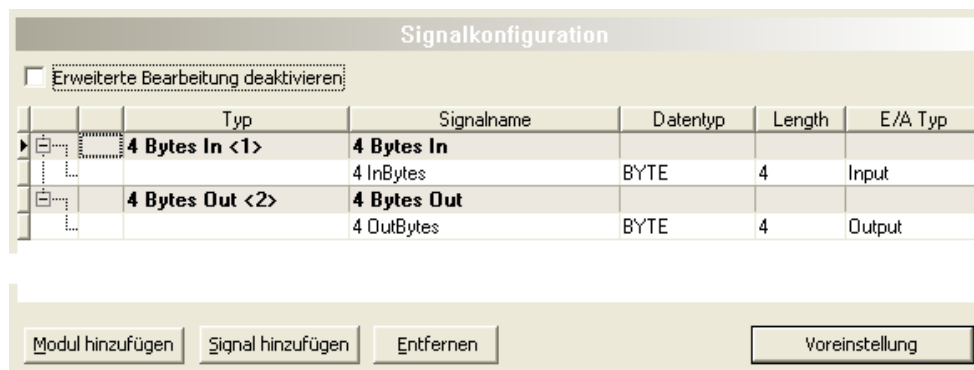 Signalkonfiguration
Erweiterte Bearbeitung deaktivieren
Typ Signalname Datentyp Length E/A Typ
4 Bytes In <1> 4 Bytes In
4 InBytes BYTE 4 Input
4 Bytes Out <2> 4 Bytes Out
4 OutBytes BYTE 4 Output
Modul hinzufügen Signal hinzufügen Entfernen Voreinstellung